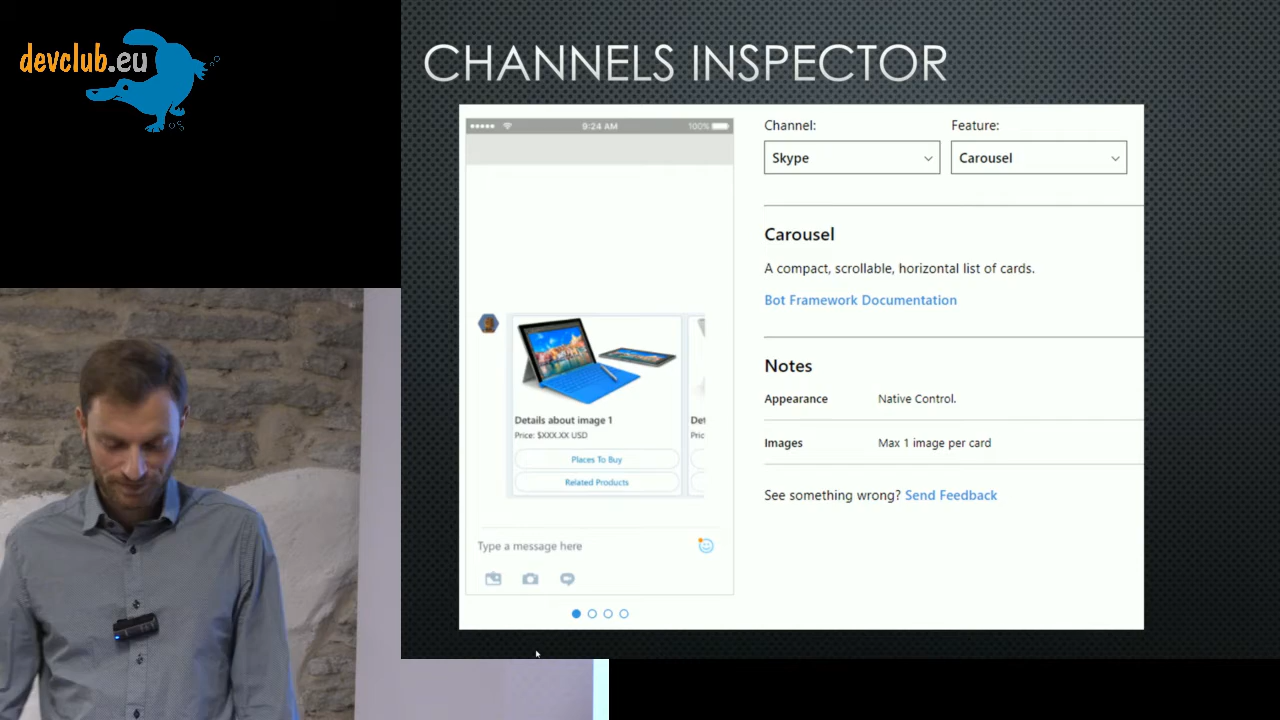 devclub.eu
CHANNELS INSPECTOR
9:24 AM
100%
Channel:
Feature:
Skype
Carousel
Carousel
A compact, scrollable, horizontal list of cards.
Bot Framework Documentation
Notes
Appearance
Native Control.
Images
Max 1 image per card
See something wrong? Send Feedback
Details about image 1
Det
Price: $XXX.XX USD
Pric
Places To Buy
Related Products
Type a message here